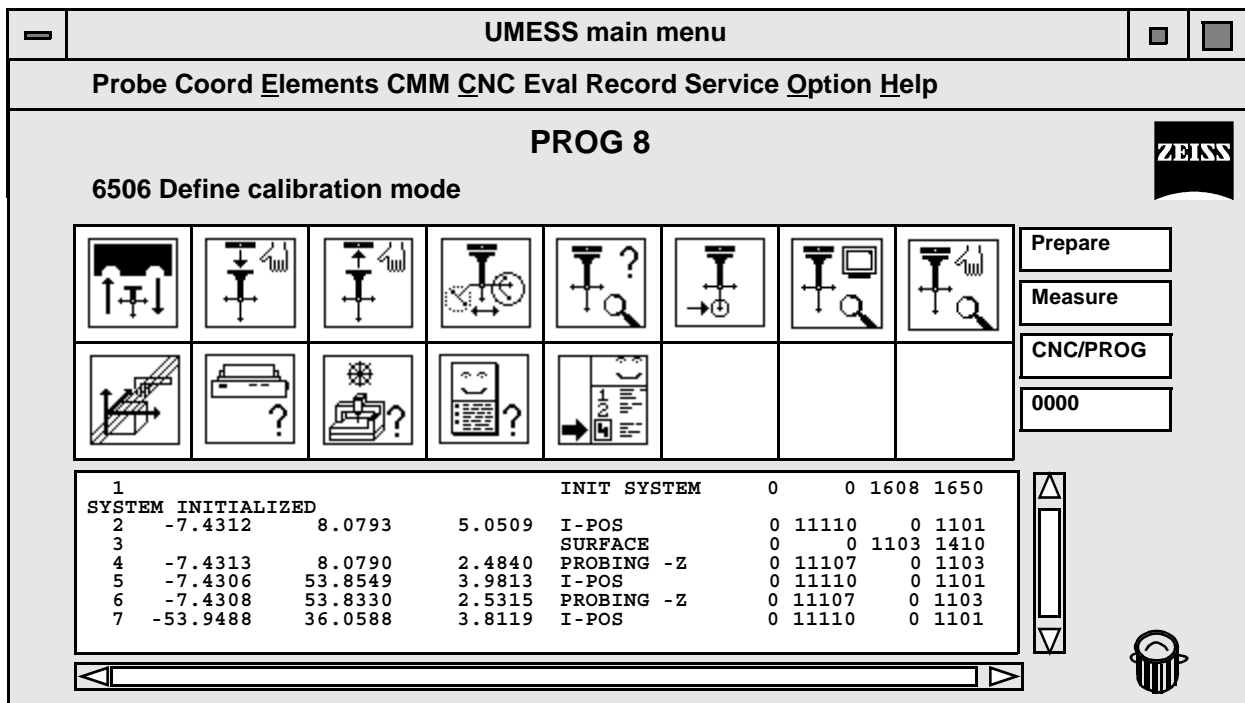 UMESS main menu
Probe Coord Elements CMM CNC Eval Record Service Option Help
PROG 8
ZEISS
6506 Define calibration mode
?
Prepare
Measure
?
?
?
1
2
4
CNC/PROG
0000
1 INIT SYSTEM 0 0 1608 1650
SYSTEM INITIALIZED
2 -7.4312 8.0793 5.0509 I-POS 0 11110 0 1101
3 SURFACE 0 0 1103 1410
4 -7.4313 8.0790 2.4840 PROBING -Z 0 11107 0 1103
5 -7.4306 53.8549 3.9813 I-POS 0 11110 0 1101
6 -7.4308 53.8330 2.5315 PROBING -Z 0 11107 0 1103
7 -53.9488 36.0588 3.8119 I-POS 0 11110 0 1101